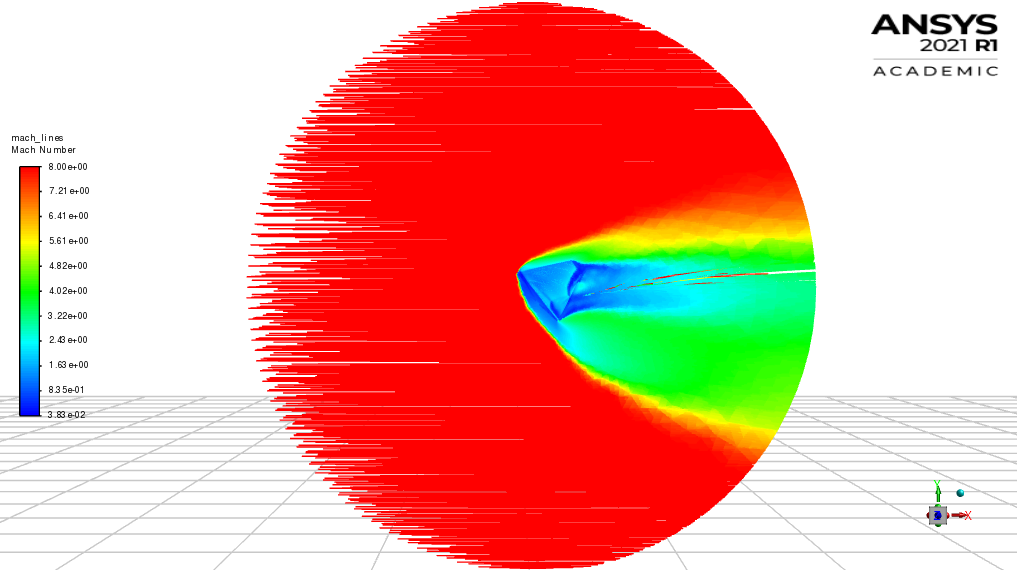 ANSYS
2021 R1
ACADEMIC
mach_lines
Mach Number
8.00e+00
7.21e+00
6.41e+00
5.61e+00
4.82e+00
4.02e+00
3.22e+00
2.43e+00
1.63e+00
8.35e-01
3.83e-02
Y
X